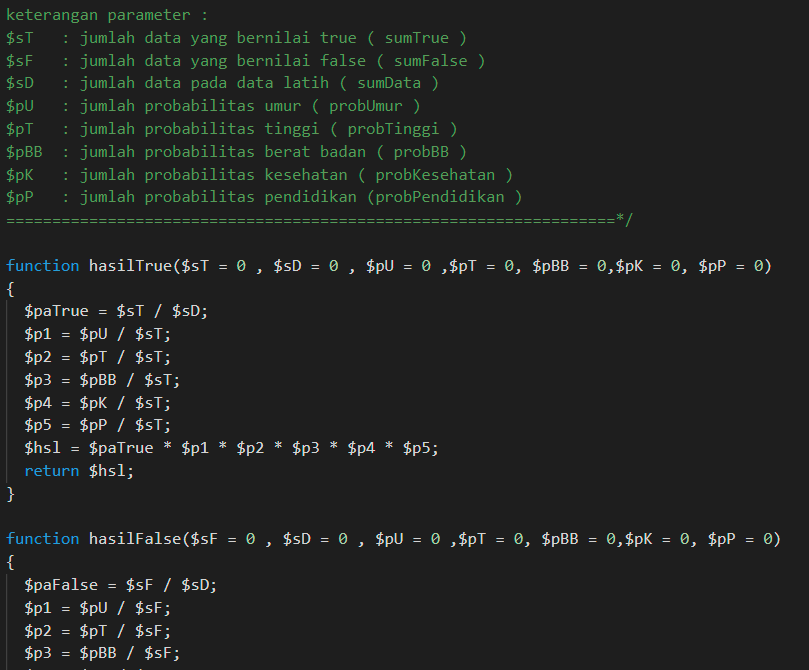 keterangan parameter :
$sT   : jumlah data yang bernilai true ( sumTrue )
$sF   : jumlah data yang bernilai false ( sumFalse )
$sD   : jumlah data pada data latih ( sumData )
$pU   : jumlah probabilitas umur ( probUmur )
$pT   : jumlah probabilitas tinggi ( probTinggi )
$pBB  : jumlah probabilitas berat badan ( probBB )
$pK   : jumlah probabilitas kesehatan ( probKesehatan )
$pP   : jumlah probabilitas pendidikan (probPendidikan )
==================================================================*/
function hasilTrue($sT = 0 , $sD = 0 , $pU = 0 ,$pT = 0, $pBB = 0,$pK = 0, $pP = 0)
{
  $paTrue = $sT / $sD;
  $p1 = $pU / $sT;
  $p2 = $pT / $sT;
  $p3 = $pBB / $sT;
  $p4 = $pK / $sT;
  $p5 = $pP / $sT;
  $hsl = $paTrue * $p1 * $p2 * $p3 * $p4 * $p5;
  return $hsl;
}
function hasilFalse($sF = 0 , $sD = 0 , $pU = 0 ,$pT = 0, $pBB = 0,$pK = 0, $pP = 0)
{
  $paFalse = $sF / $sD;
  $p1 = $pU / $sF;
  $p2 = $pT / $sF;
  $p3 = $pBB / $sF;